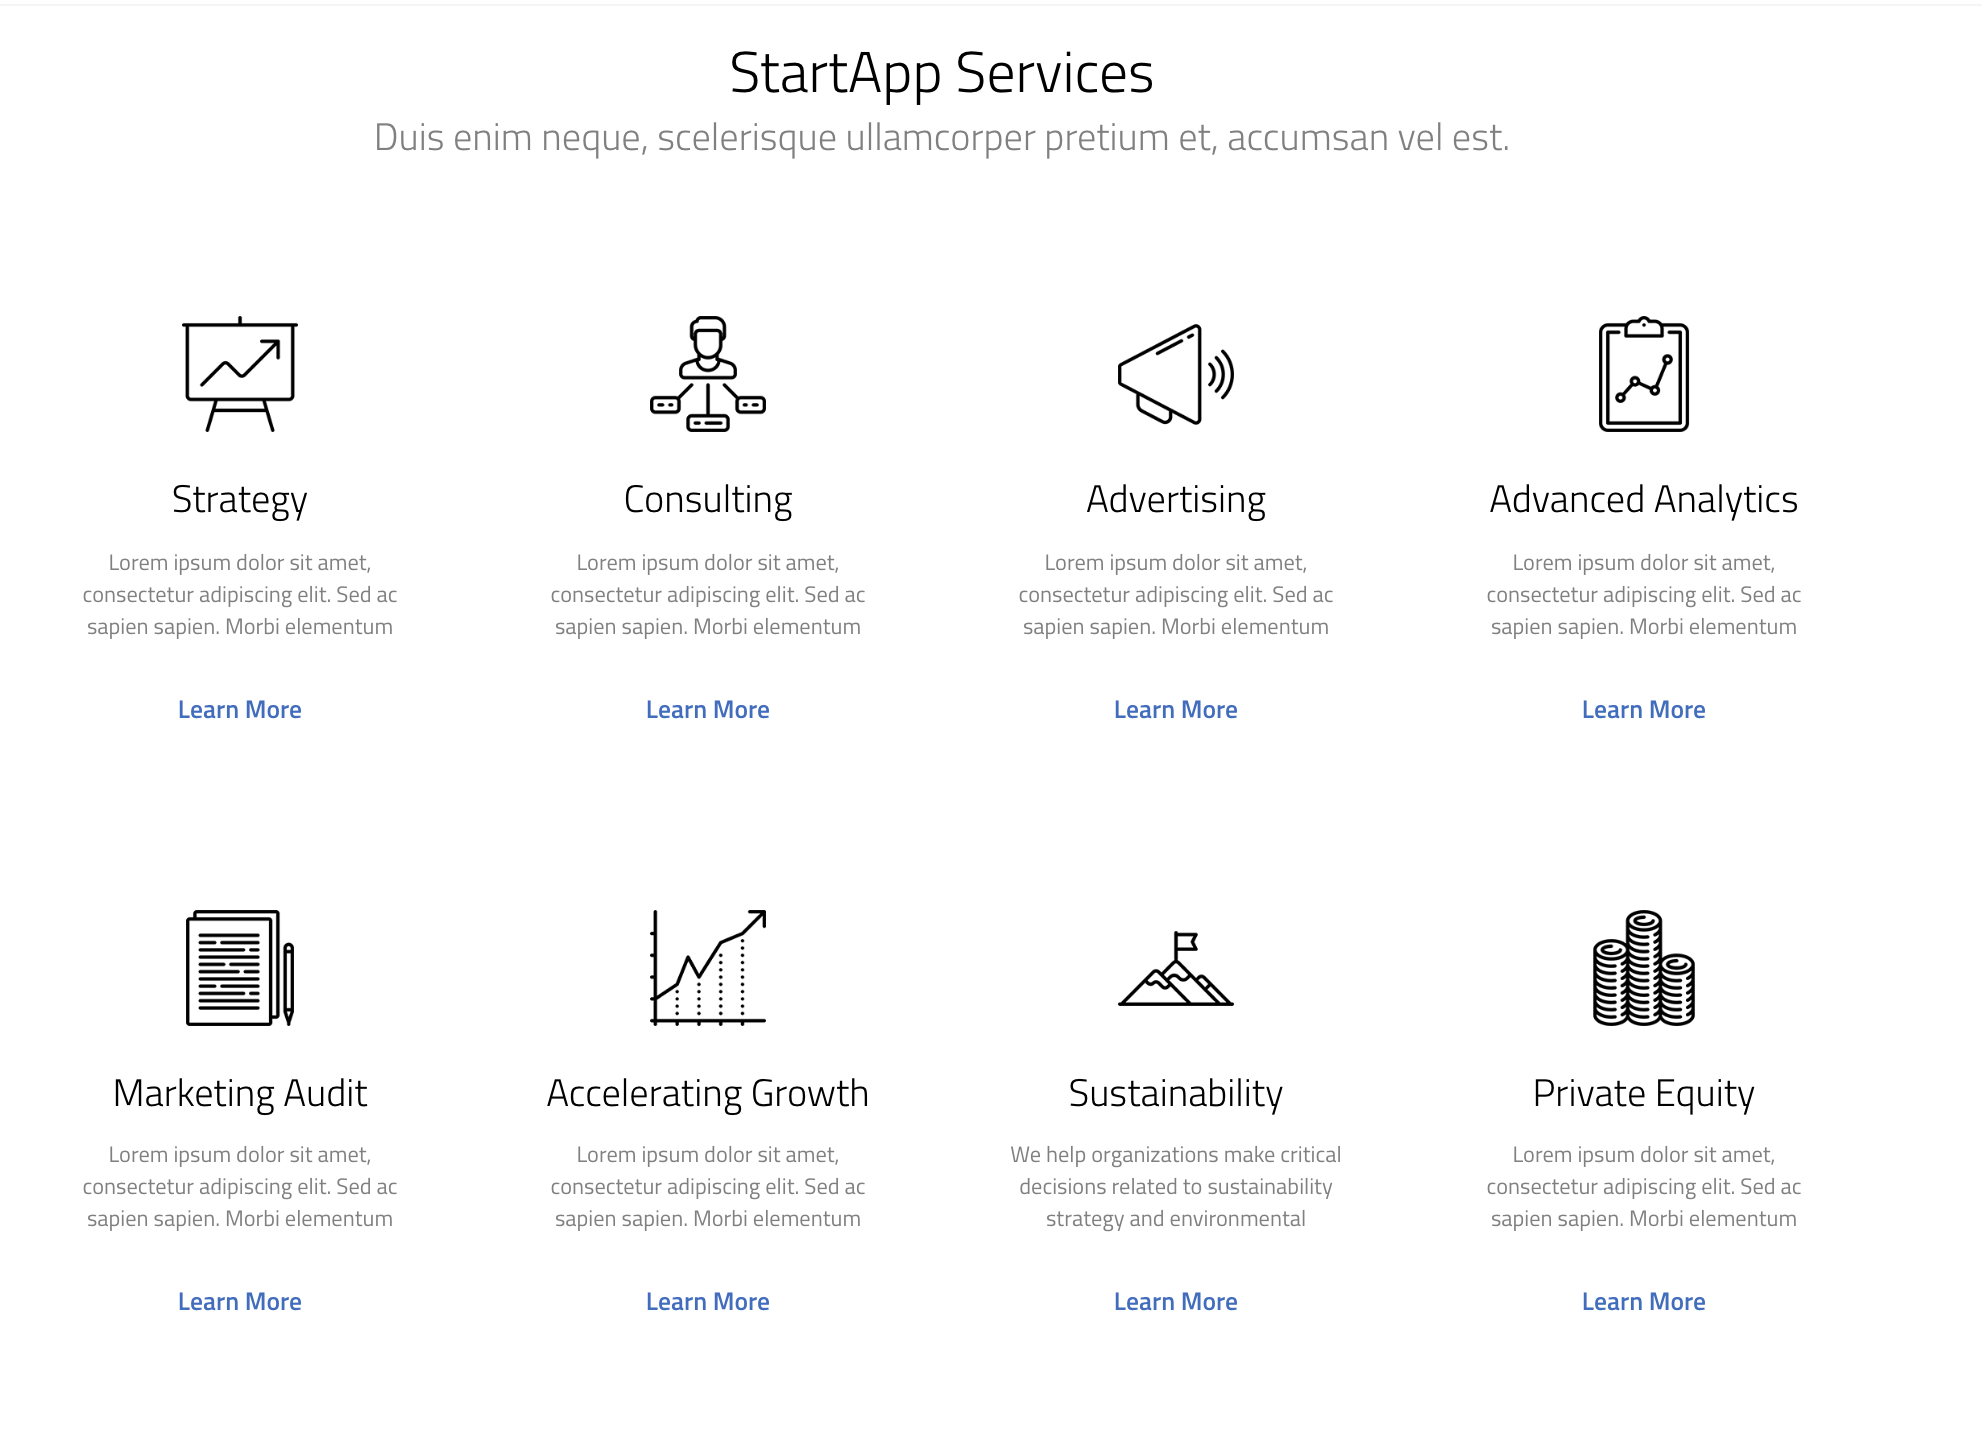 StartApp Services
Duis enim neque, scelerisque ullamcorper pretium et, accumsan vel est.
Strategy
Lorem ipsum dolor sit amet,
consectetur adipiscing elit. Sed ac
sapien sapien. Morbi elementum
Learn More
Consulting
Lorem ipsum dolor sit amet,
consectetur adipiscing elit. Sed ac
sapien sapien. Morbi elementum
Learn More
Advertising
Lorem ipsum dolor sit amet,
consectetur adipiscing elit. Sed ac
sapien sapien. Morbi elementum
Learn More
Advanced Analytics
Lorem ipsum dolor sit amet,
consectetur adipiscing elit. Sed ac
sapien sapien. Morbi elementum
Learn More
Marketing Audit
Lorem ipsum dolor sit amet,
consectetur adipiscing elit. Sed ac
sapien sapien. Morbi elementum
Learn More
Accelerating Growth
Lorem ipsum dolor sit amet,
consectetur adipiscing elit. Sed ac
sapien sapien. Morbi elementum
Learn More
Sustainability
We help organizations make critical
decisions related to sustainability
strategy and environmental
Learn More
Private Equity
Lorem ipsum dolor sit amet,
consectetur adipiscing elit. Sed ac
sapien sapien. Morbi elementum
Learn More